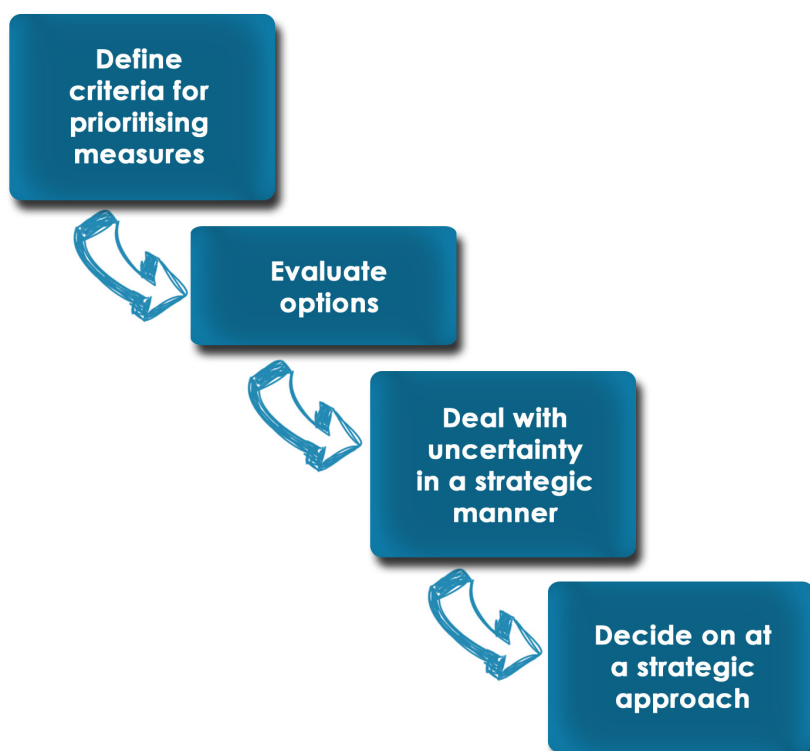 Define
criteria for
prioritising
measures
Evaluate
options
Deal with
uncertainty
in a strategic
manner
Decide on at
a strategic
approach